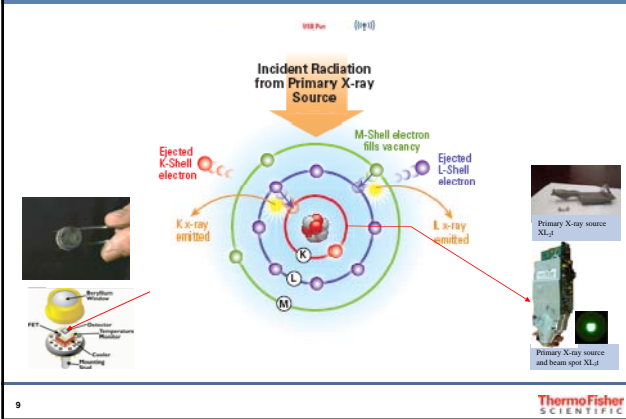 Incident Radiation
from Primary X-ray
Source
M-Shell electron
fills vacancy
Ejected
K-Shell
electron
Ejected
L-Shell
electron
K x-ray
emitted
L x-ray
emitted
K
L
M
Primary X-ray source
XL2t
Primary X-ray source
and beam spot XL3t
Beryllium
Window
FET
Detector
Temperature
Monitor
Cooler
Mounting
Stud
9
ThermoFisher
SCIENTIFIC